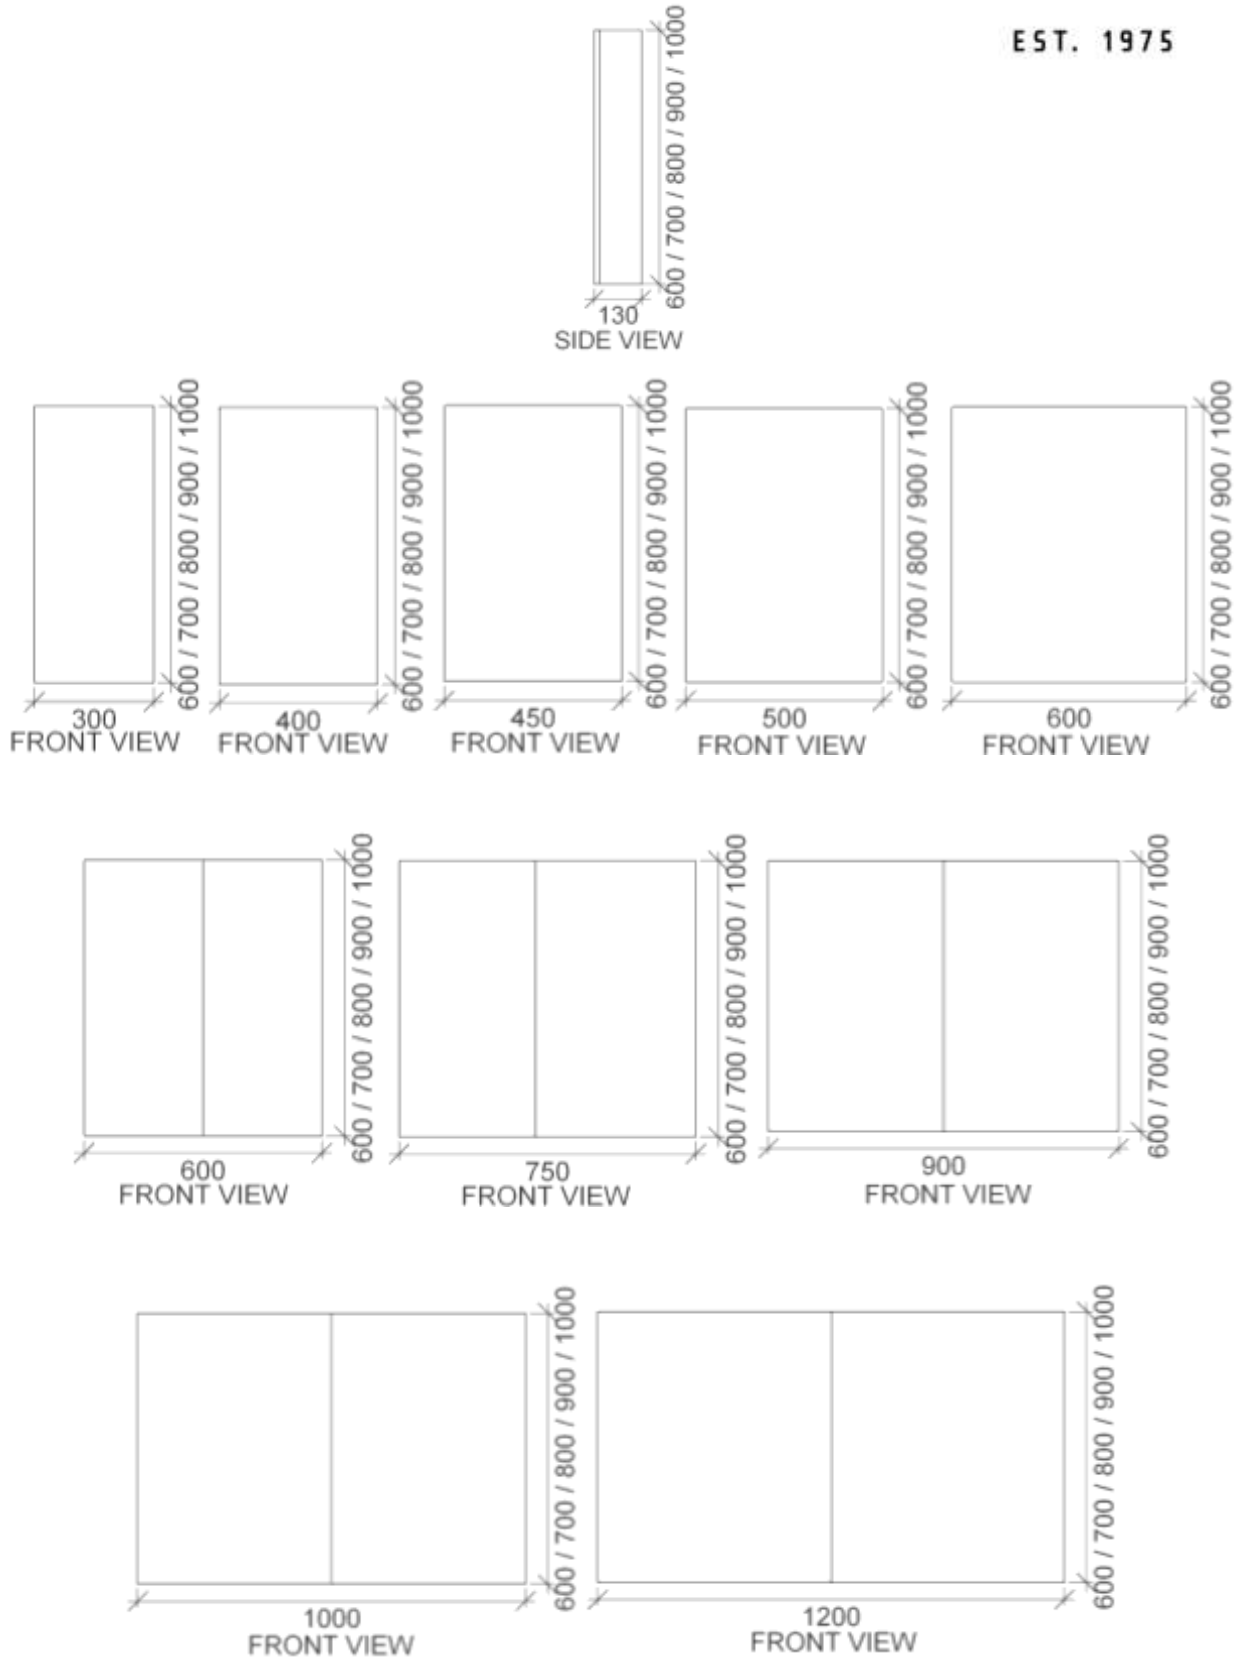 EST. 1975
600 / 700 / 800 / 900 / 1000
130
SIDE VIEW
600 / 700 / 800 / 900 / 1000
300
FRONT VIEW
600 / 700 / 800 / 900 / 1000
400
FRONT VIEW
600 / 700 / 800 / 900 / 1000
450
FRONT VIEW
600 / 700 / 800 / 900 / 1000
500
FRONT VIEW
600 / 700 / 800 / 900 / 1000
600
FRONT VIEW
600 / 700 / 800 / 900 / 1000
600
FRONT VIEW
600 / 700 / 800 / 900 / 1000
750
FRONT VIEW
600 / 700 / 800 / 900 / 1000
900
FRONT VIEW
600 / 700 / 800 / 900 / 1000
1000
FRONT VIEW
600 / 700 / 800 / 900 / 1000
1200
FRONT VIEW